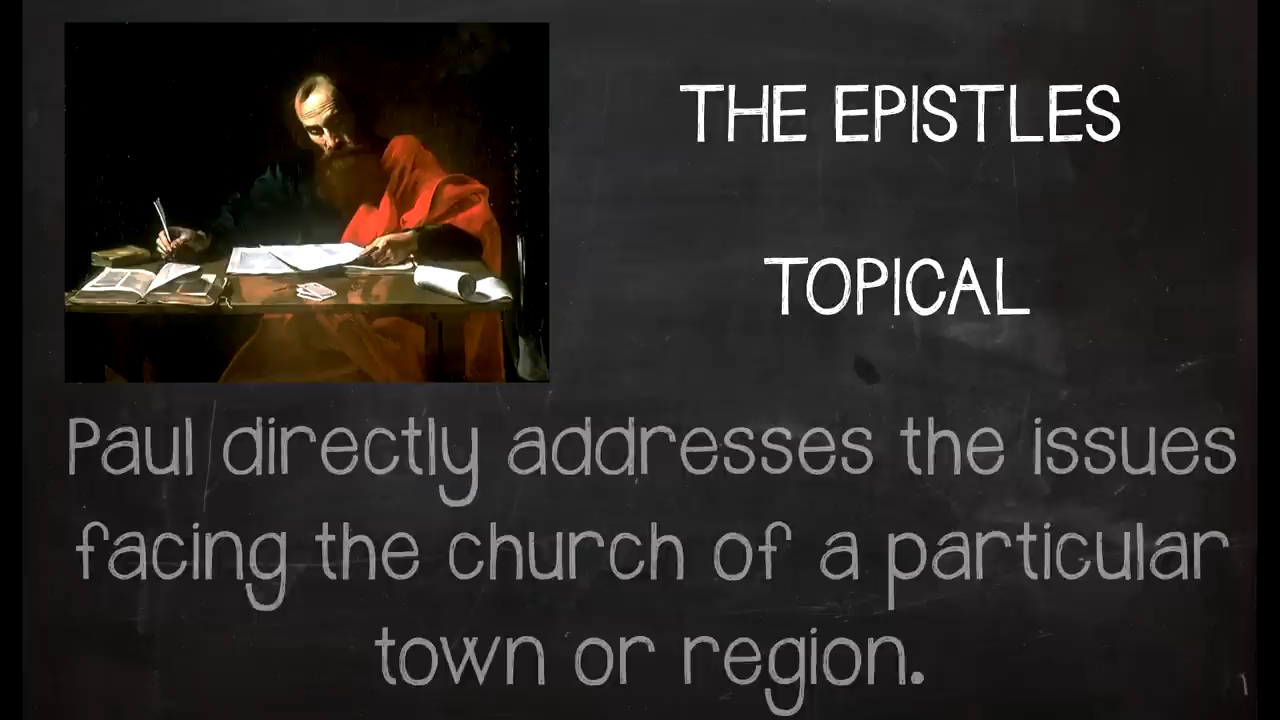 THE EPISTLES
TOPICAL
Paul directly addresses the issues
facing the church of a particular
town or region.